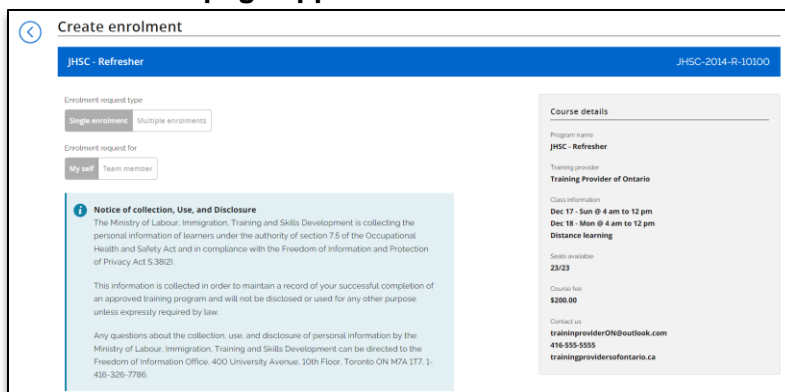 Create enrolment
JHSC - Refresher
JHSC-2014-R-10100
Enrolment request type
Single enrolment Multiple enrolments
Enrolment request for
My self Team member
Notice of collection, Use, and Disclosure
The Ministry of Labour, Immigration, Training and Skills Development is collecting the
personal information of learners under the authority of section 7.5 of the Occupational
Health and Safety Act and in compliance with the Freedom of Information and Protection
of Privacy Act S.38(2).
This information is collected in order to maintain a record of your successful completion of
an approved training program and will not be disclosed or used for any other purpose
unless expressly required by law.
Any questions about the collection, use, and disclosure of personal information by the
Ministry of Labour, Immigration, Training and Skills Development can be directed to the
Freedom of Information Office, 400 University Avenue, 10th Floor, Toronto ON M7A 1T7, 1-
416-326-7786.
Course details
Program name
JHSC - Refresher
Training provider
Training Provider of Ontario
Class information
Dec 17 - Sun @ 4 am to 12 pm
Dec 18 - Mon @ 4 am to 12 pm
Distance learning
Seats available
23/23
Course fee
$200.00
Contact us
traininproviderON@outlook.com
416-555-5555
trainingprovidersofontario.ca